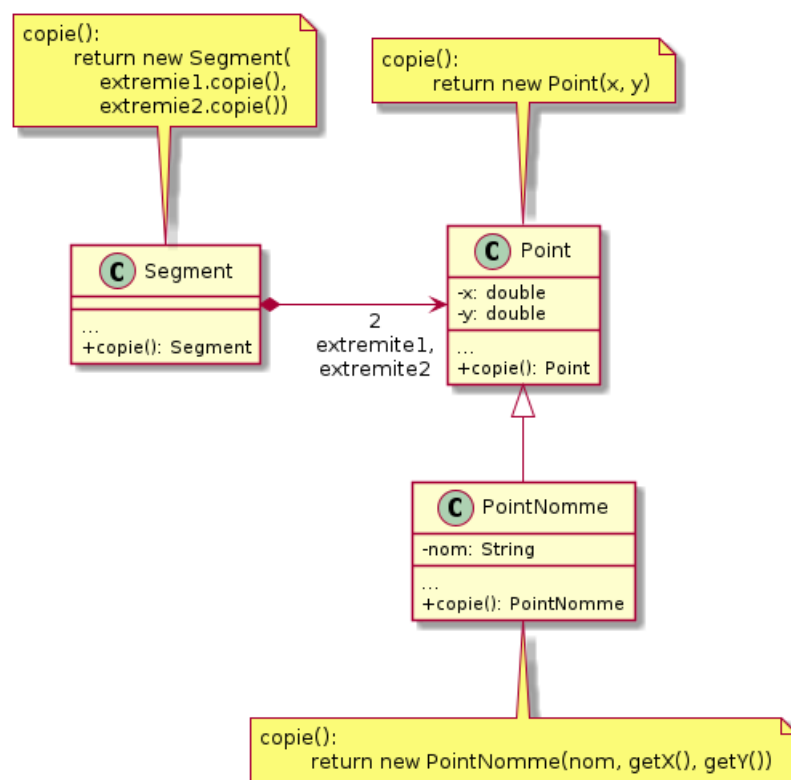 copie():
return new Segment(
extremie1.copie(),
extremie2.copie())
copie():
return new Point(x, y)
C Segment
...
+copie(): Segment
2
extremite1,
extremite2
C Point
-x: double
-y: double
...
+copie(): Point
C PointNomme
-nom: String
...
+copie(): PointNomme
copie():
return new PointNomme(nom, getX(), getY())